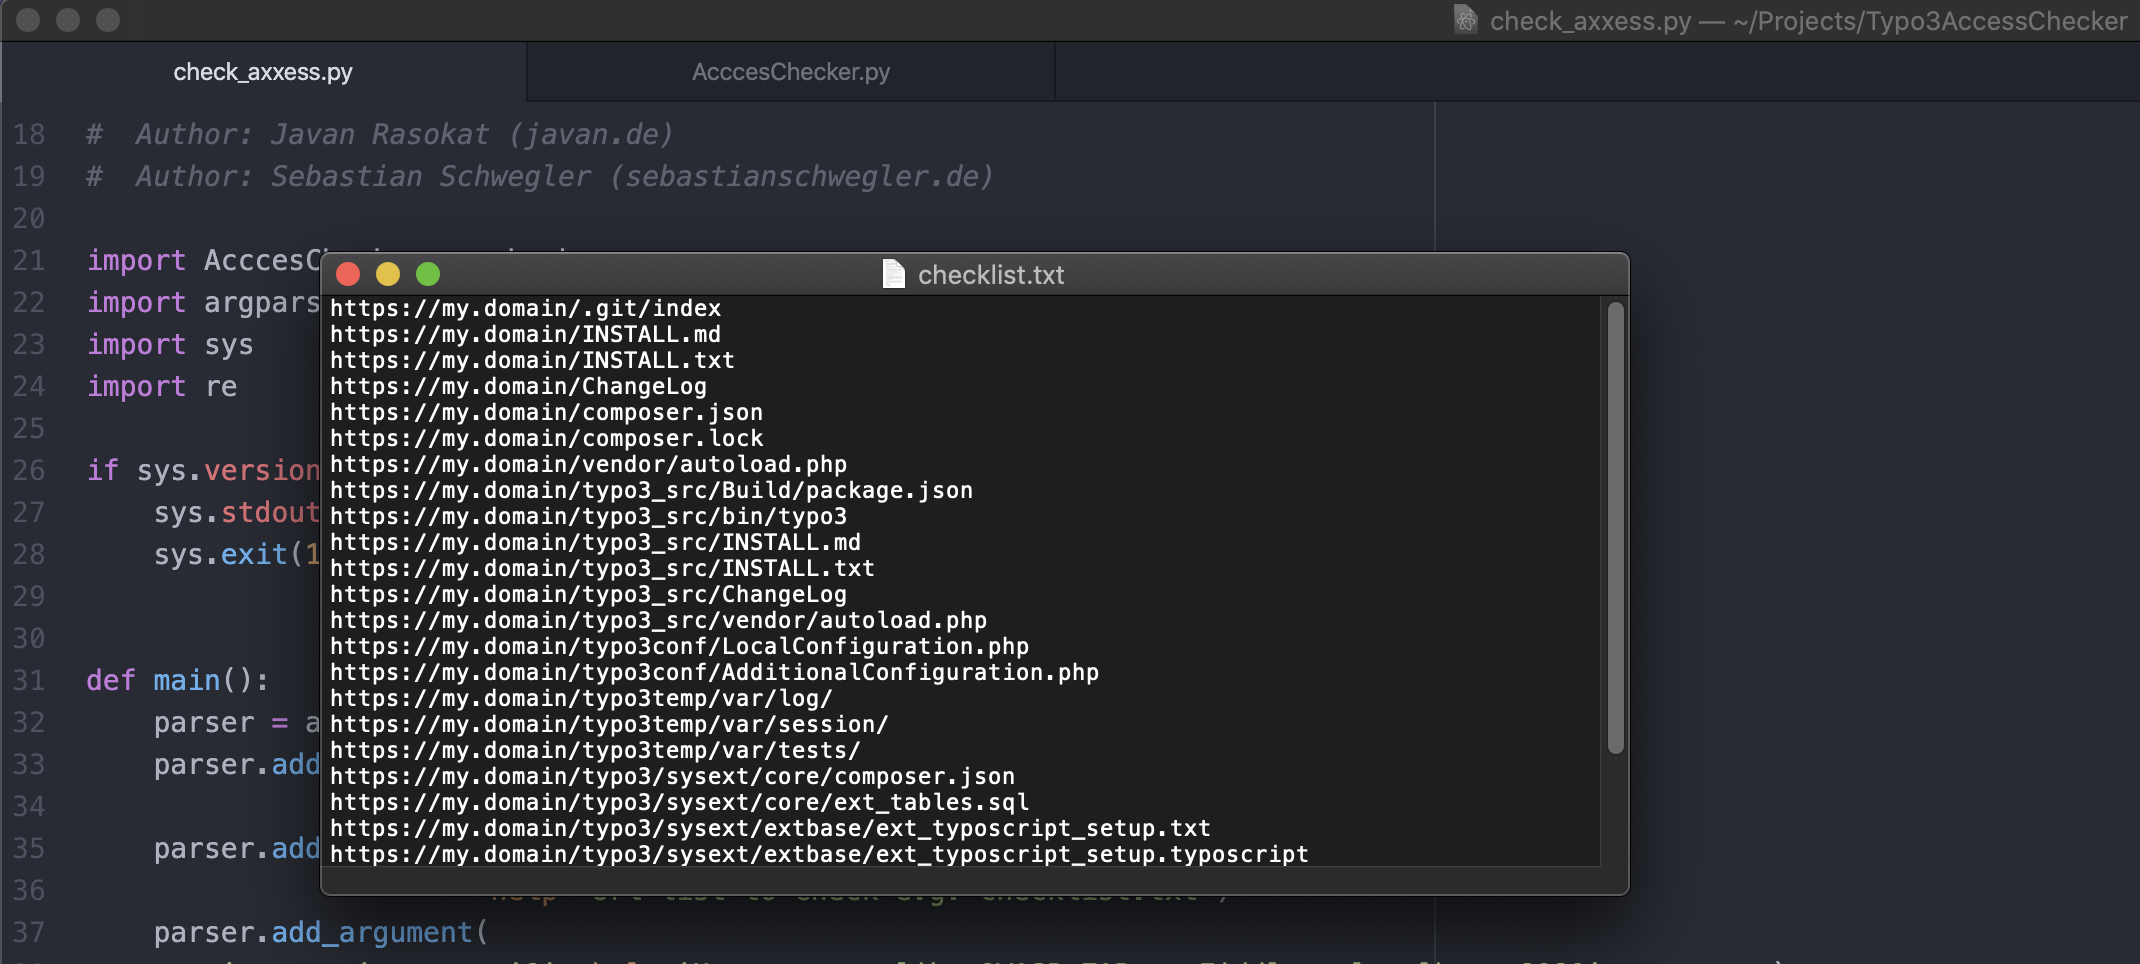 check_axxess.py — ~/Projects/Typo3AccessChecker
check_axxess.py
AcccesChecker.py
18 # Author: Javan Rasokat (javan.de)
19 # Author: Sebastian Schwegler (sebastianschwegler.de)
20
21 import
22 import argpars
23 import sys
24 import re
25
26 if sys.version
27 sys.stdout
28 sys.exit(1
29
30
31 def main():
32 parser = a
33 parser.add
34
35 parser.add
36
37 parser.add_argument(
checklist.txt
https://my.domain/.git/index
https://my.domain/INSTALL.md
https://my.domain/INSTALL.txt
https://my.domain/ChangeLog
https://my.domain/composer.json
https://my.domain/composer.lock
https://my.domain/vendor/autoload.php
https://my.domain/typo3_src/Build/package.json
https://my.domain/typo3_src/bin/typo3
https://my.domain/typo3_src/INSTALL.md
https://my.domain/typo3_src/INSTALL.txt
https://my.domain/typo3_src/ChangeLog
https://my.domain/typo3_src/vendor/autoload.php
https://my.domain/typo3conf/LocalConfiguration.php
https://my.domain/typo3conf/AdditionalConfiguration.php
https://my.domain/typo3temp/var/log/
https://my.domain/typo3temp/var/session/
https://my.domain/typo3temp/var/tests/
https://my.domain/typo3/sysext/core/composer.json
https://my.domain/typo3/sysext/core/ext_tables.sql
https://my.domain/typo3/sysext/extbase/ext_typoscript_setup.txt
https://my.domain/typo3/sysext/extbase/ext_typoscript_setup.typoscript